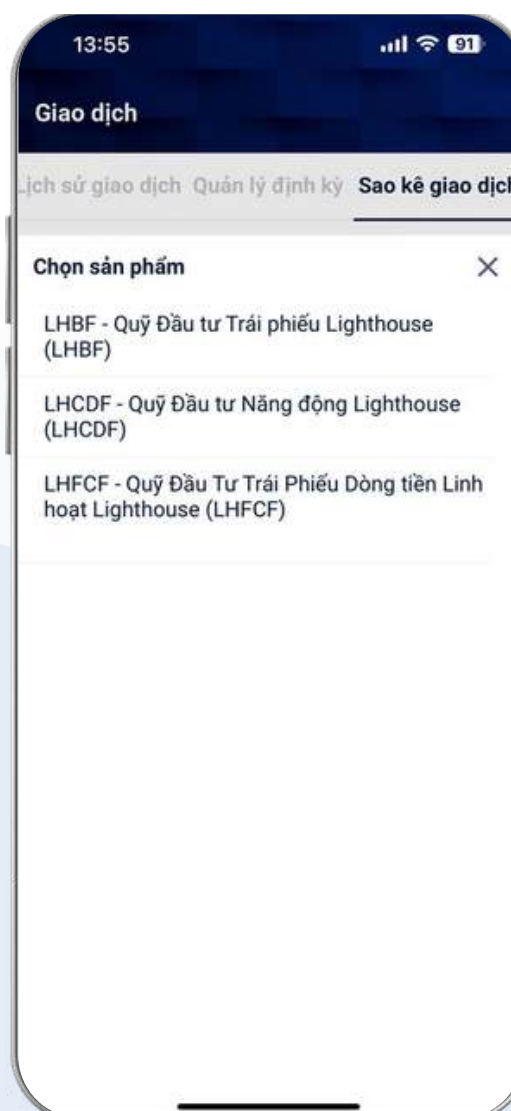 13:55 91
Giao dịch
Lịch sử giao dịch Quản lý định kỳ Sao kê giao dịch
Chọn sản phẩm
LHBF - Quỹ Đầu tư Trái phiếu Lighthouse
(LHBF)
LHCDF - Quỹ Đầu tư Năng động Lighthouse
(LHCDF)
LHFCF - Quỹ Đầu Tư Trái Phiếu Dòng tiền Linh
hoạt Lighthouse (LHFCF)